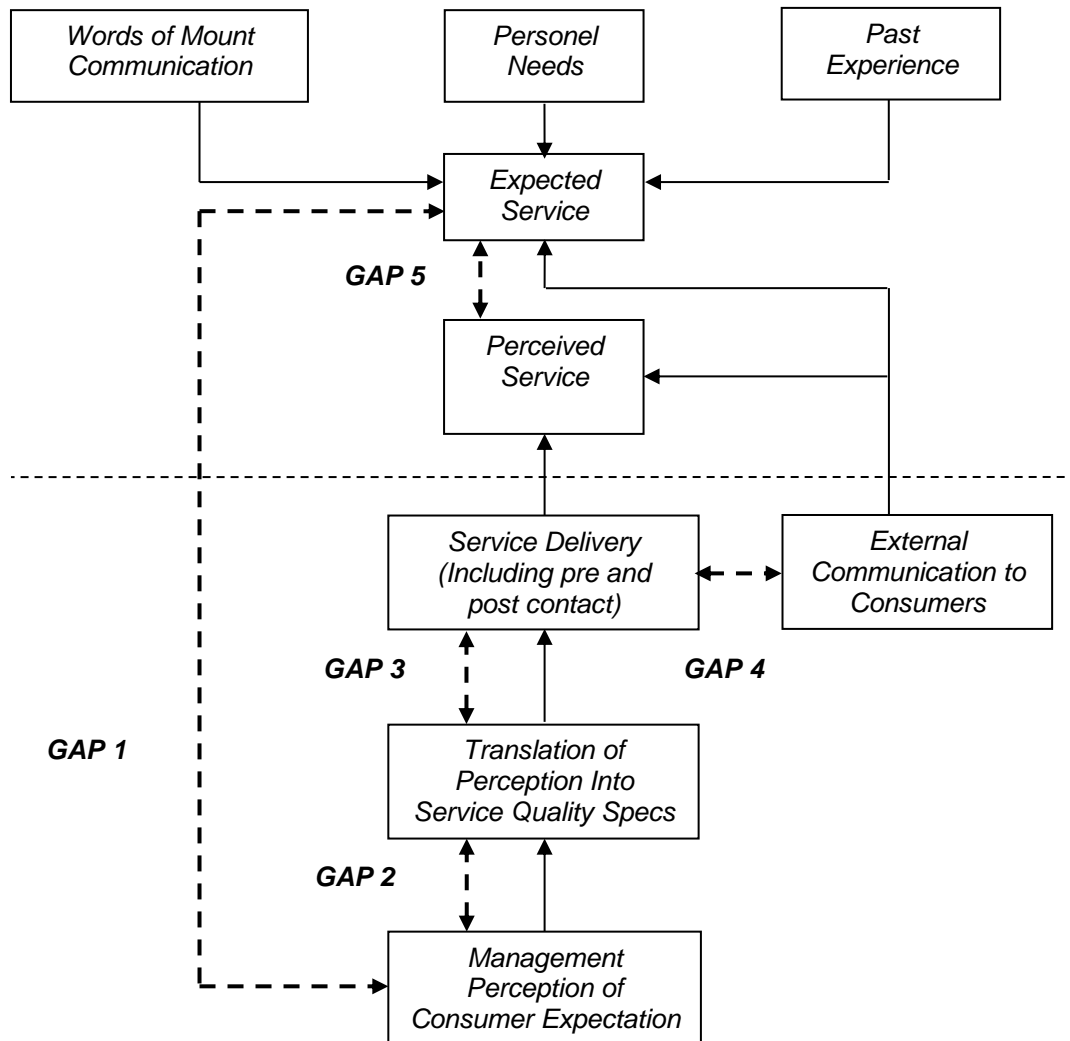 Words of Mount
Communication
Personel
Needs
Past
Experience
Expected
Service
GAP 5
Perceived
Service
Service Delivery
(Including pre and
post contact)
External
Communication to
Consumers
GAP 3
GAP 4
GAP 1
Translation of
Perception Into
Service Quality Specs
GAP 2
Management
Perception of
Consumer Expectation